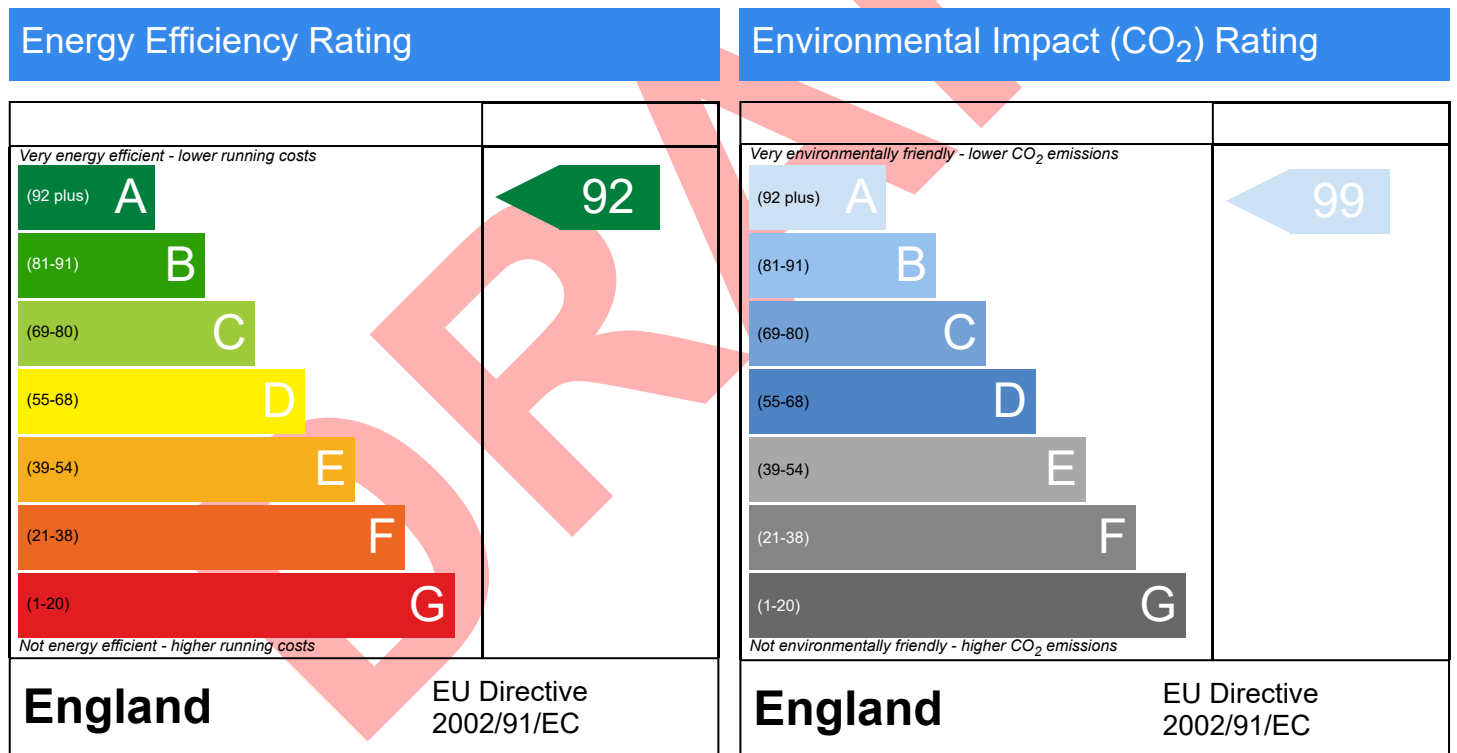 Energy Efficiency Rating
Very energy efficient - lower running costs
(92 plus) A
92
(81-91) B
(69-80) C
(55-68) D
(39-54) E
(21-38) F
(1-20) G
Not energy efficient - higher running costs
England
EU Directive
2002/91/EC
Environmental Impact (CO₂) Rating
Very environmentally friendly - lower CO₂ emissions
(92 plus) A
99
(81-91) B
(69-80) C
(55-68) D
(39-54) E
(21-38) F
(1-20) G
Not environmentally friendly - higher CO₂ emissions
England
EU Directive
2002/91/EC
DRA